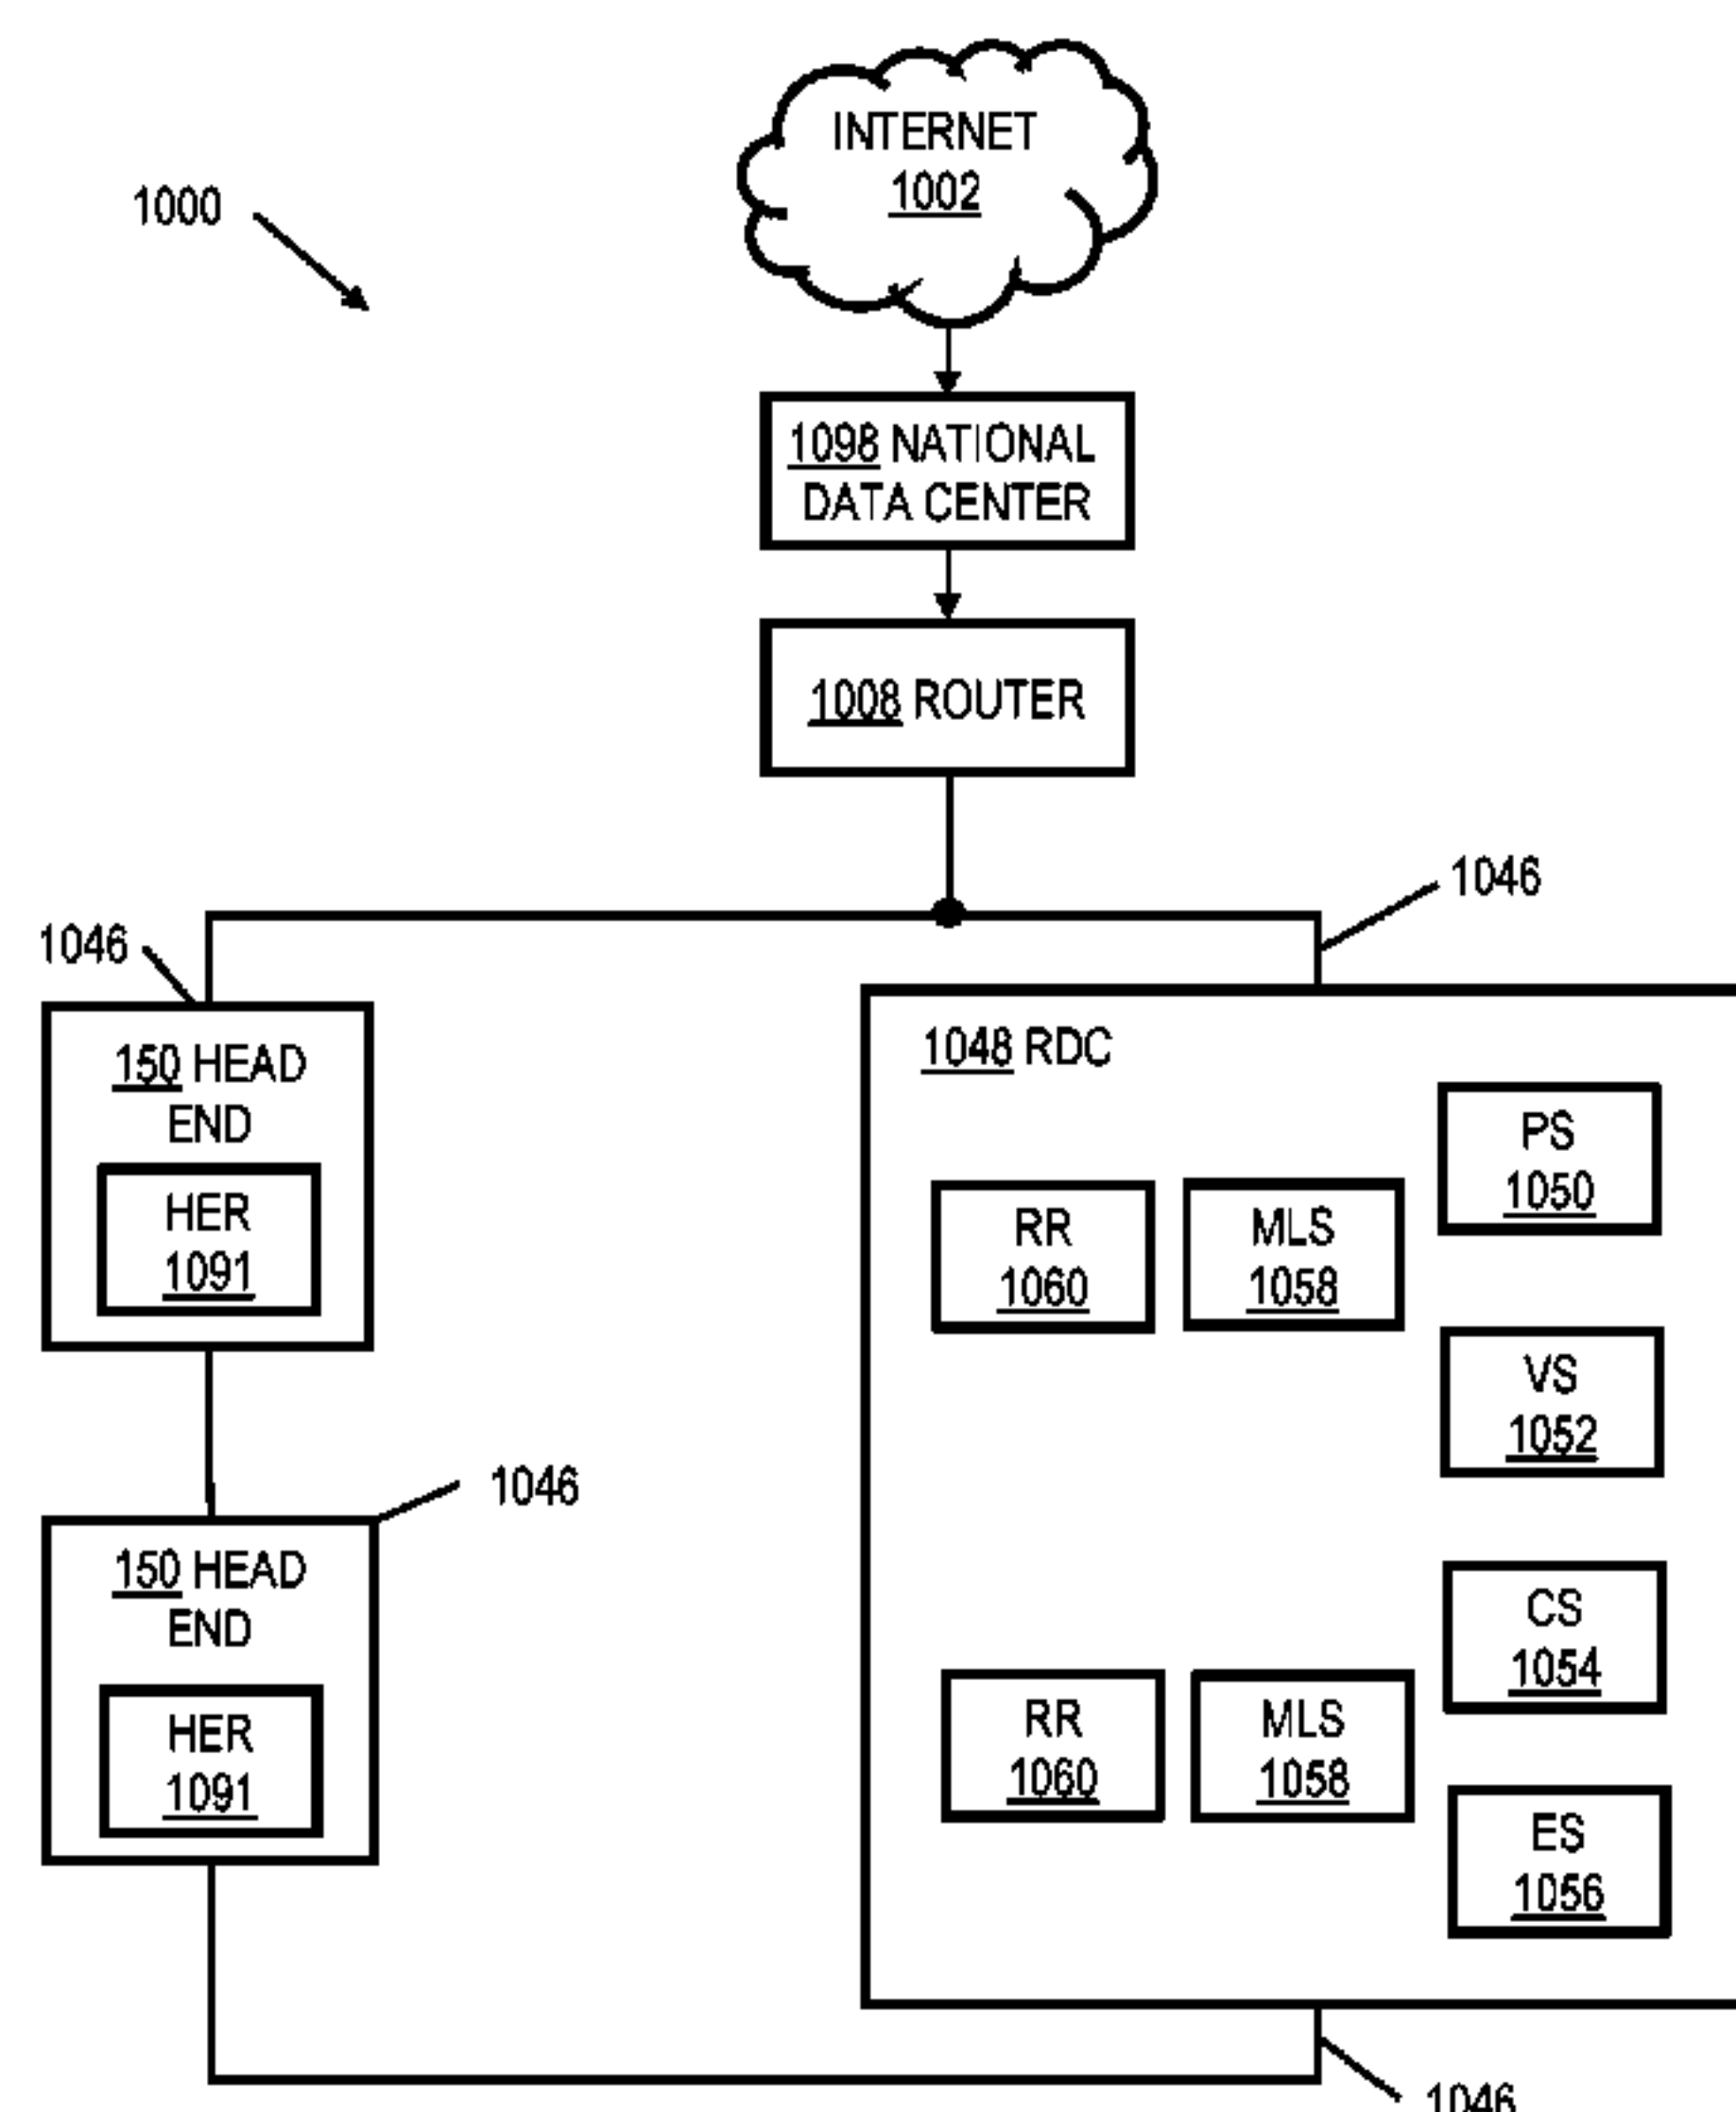 INTERNET
1002
1000
1098 NATIONAL
DATA CENTER
1008 ROUTER
1046
1046
150 HEAD
END
HER
1091
1048 RDC
PS
1050
RR
1060
MLS
1058
VS
1052
1046
150 HEAD
END
HER
1091
CS
1054
RR
1060
MLS
1058
ES
1056
1046